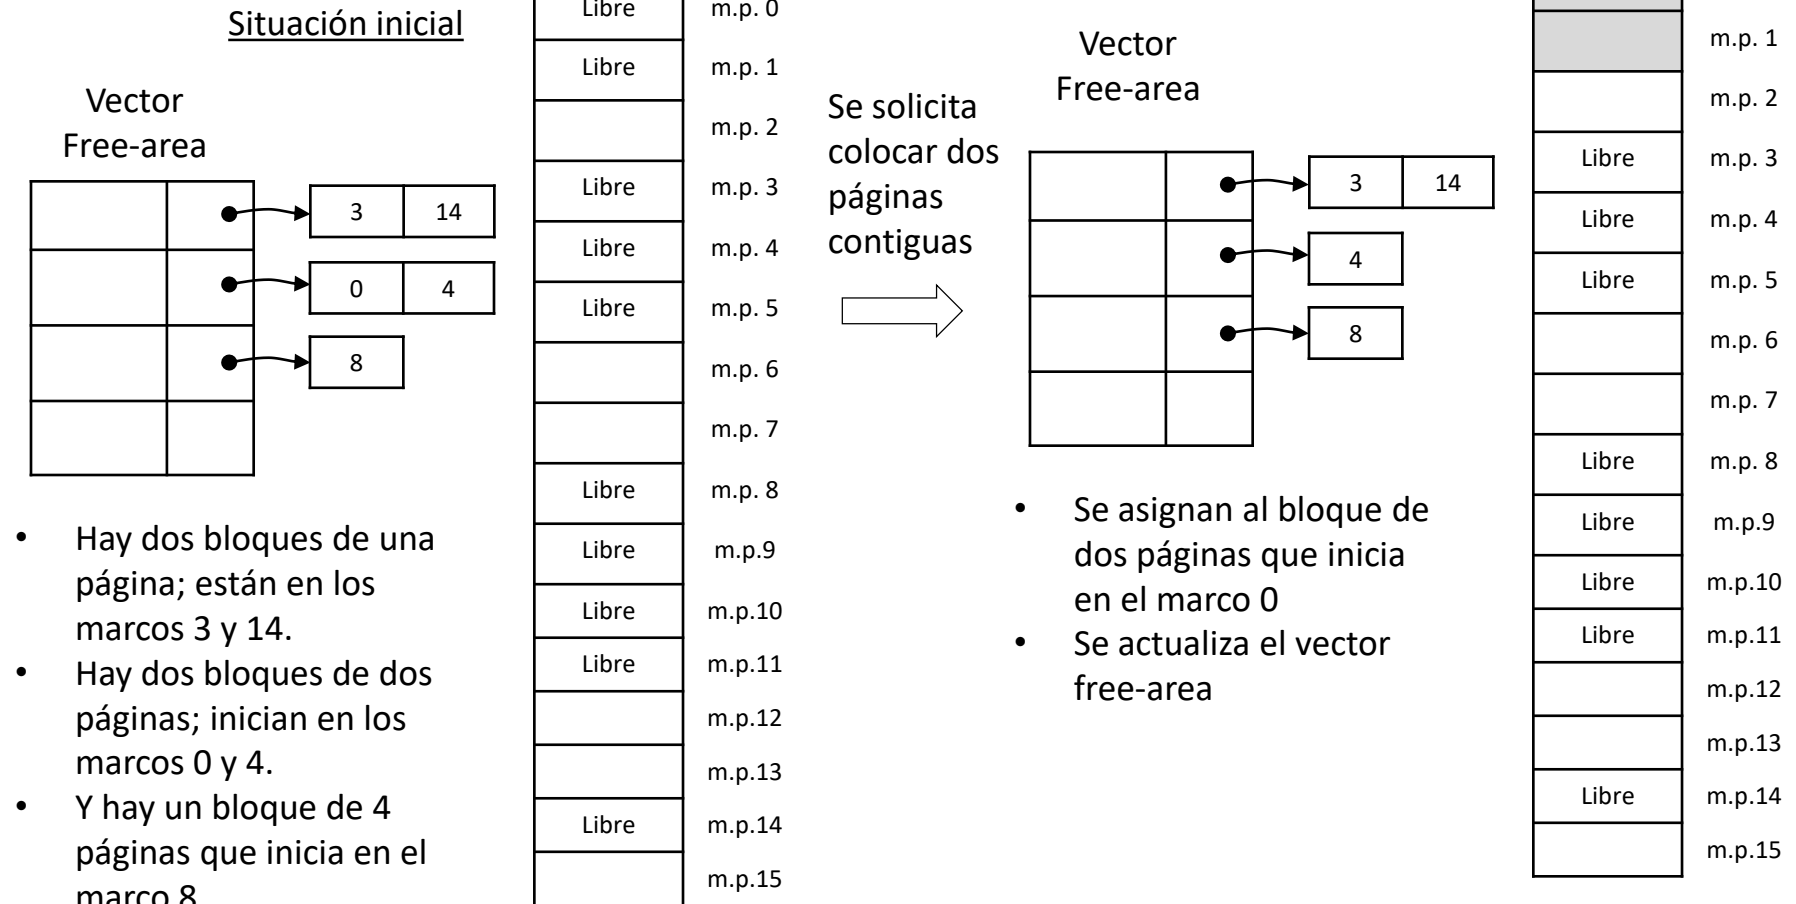 Situación inicial
Vector
Free-area
3 14
0 4
8
• Hay dos bloques de una
página; están en los
marcos 3 y 14.
• Hay dos bloques de dos
páginas; inician en los
marcos 0 y 4.
• Y hay un bloque de 4
páginas que inicia en el
marco 8
Libre m.p. 0
Libre m.p. 1
m.p. 2
Libre m.p. 3
Libre m.p. 4
Libre m.p. 5
m.p. 6
m.p. 7
Libre m.p. 8
Libre m.p.9
Libre m.p.10
Libre m.p.11
m.p.12
m.p.13
Libre m.p.14
m.p.15
Se solicita
colocar dos
páginas
contiguas
Vector
Free-area
3 14
4
8
• Se asignan al bloque de
dos páginas que inicia
en el marco 0
• Se actualiza el vector
free-area
m.p. 1
m.p. 2
Libre m.p. 3
Libre m.p. 4
Libre m.p. 5
m.p. 6
m.p. 7
Libre m.p. 8
Libre m.p.9
Libre m.p.10
Libre m.p.11
m.p.12
m.p.13
Libre m.p.14
m.p.15